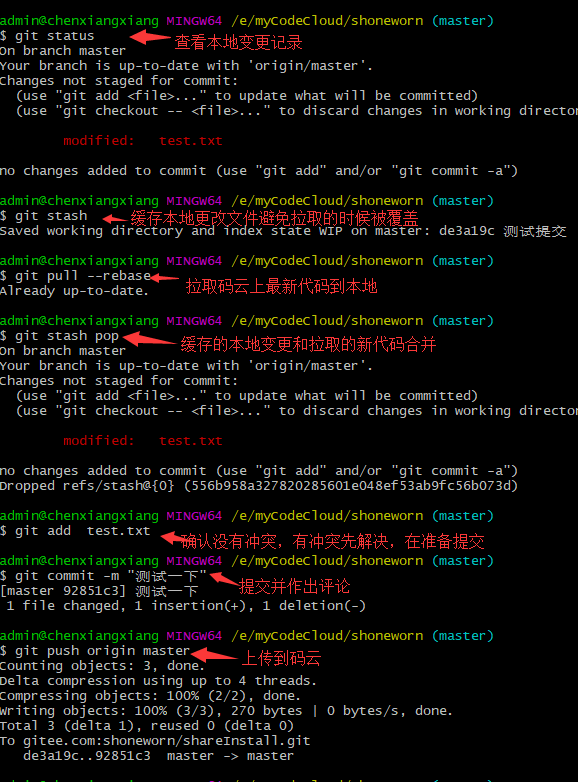 admin@chenxiangxiang MINGW64 /e/myCodeCloud/shoneworn (master)
$ git status 查看本地变更记录
On branch master
Your branch is up-to-date with 'origin/master'.
Changes not staged for commit:
(use "git add <file>..." to update what will be committed)
(use "git checkout -- <file>..." to discard changes in working director
modified: test.txt
no changes added to commit (use "git add" and/or "git commit -a")
admin@chenxiangxiang MINGW64 /e/myCodeCloud/shoneworn (master)
$ git stash 缓存本地更改文件避免拉取的时候被覆盖
Saved working directory and index state WIP on master: de3a19c 测试提交
admin@chenxiangxiang MINGW64 /e/myCodeCloud/shoneworn (master)
$ git pull --rebase 拉取码云上最新代码到本地
Already up-to-date.
admin@chenxiangxiang MINGW64 /e/myCodeCloud/shoneworn (master)
$ git stash pop 缓存的本地变更和拉取的新代码合并
On branch master
Your branch is up-to-date with 'origin/master'.
Changes not staged for commit:
(use "git add <file>..." to update what will be committed)
(use "git checkout -- <file>..." to discard changes in working director
modified: test.txt
no changes added to commit (use "git add" and/or "git commit -a")
Dropped refs/stash@{0} (556b958a327820285601e048ef53ab9fc56b073d)
admin@chenxiangxiang MINGW64 /e/myCodeCloud/shoneworn (master)
$ git add test.txt 确认没有冲突，有冲突先解决，在准备提交
admin@chenxiangxiang MINGW64 /e/myCodeCloud/shoneworn (master)
$ git commit -m "测试一下" 提交并作出评论
[master 92851c3] 测试一下
1 file changed, 1 insertion(+), 1 deletion(-)
admin@chenxiangxiang MINGW64 /e/myCodeCloud/shoneworn (master)
$ git push origin master 上传到码云
Counting objects: 3, done.
Delta compression using up to 4 threads.
Compressing objects: 100% (2/2), done.
Writing objects: 100% (3/3), 270 bytes | 0 bytes/s, done.
Total 3 (delta 1), reused 0 (delta 0)
To gitee.com:shoneworn/shareInstall.git
de3a19c..92851c3 master -> master
admin@chenxiangxiang MINGW64 /e/myCodeCloud/shoneworn (master)